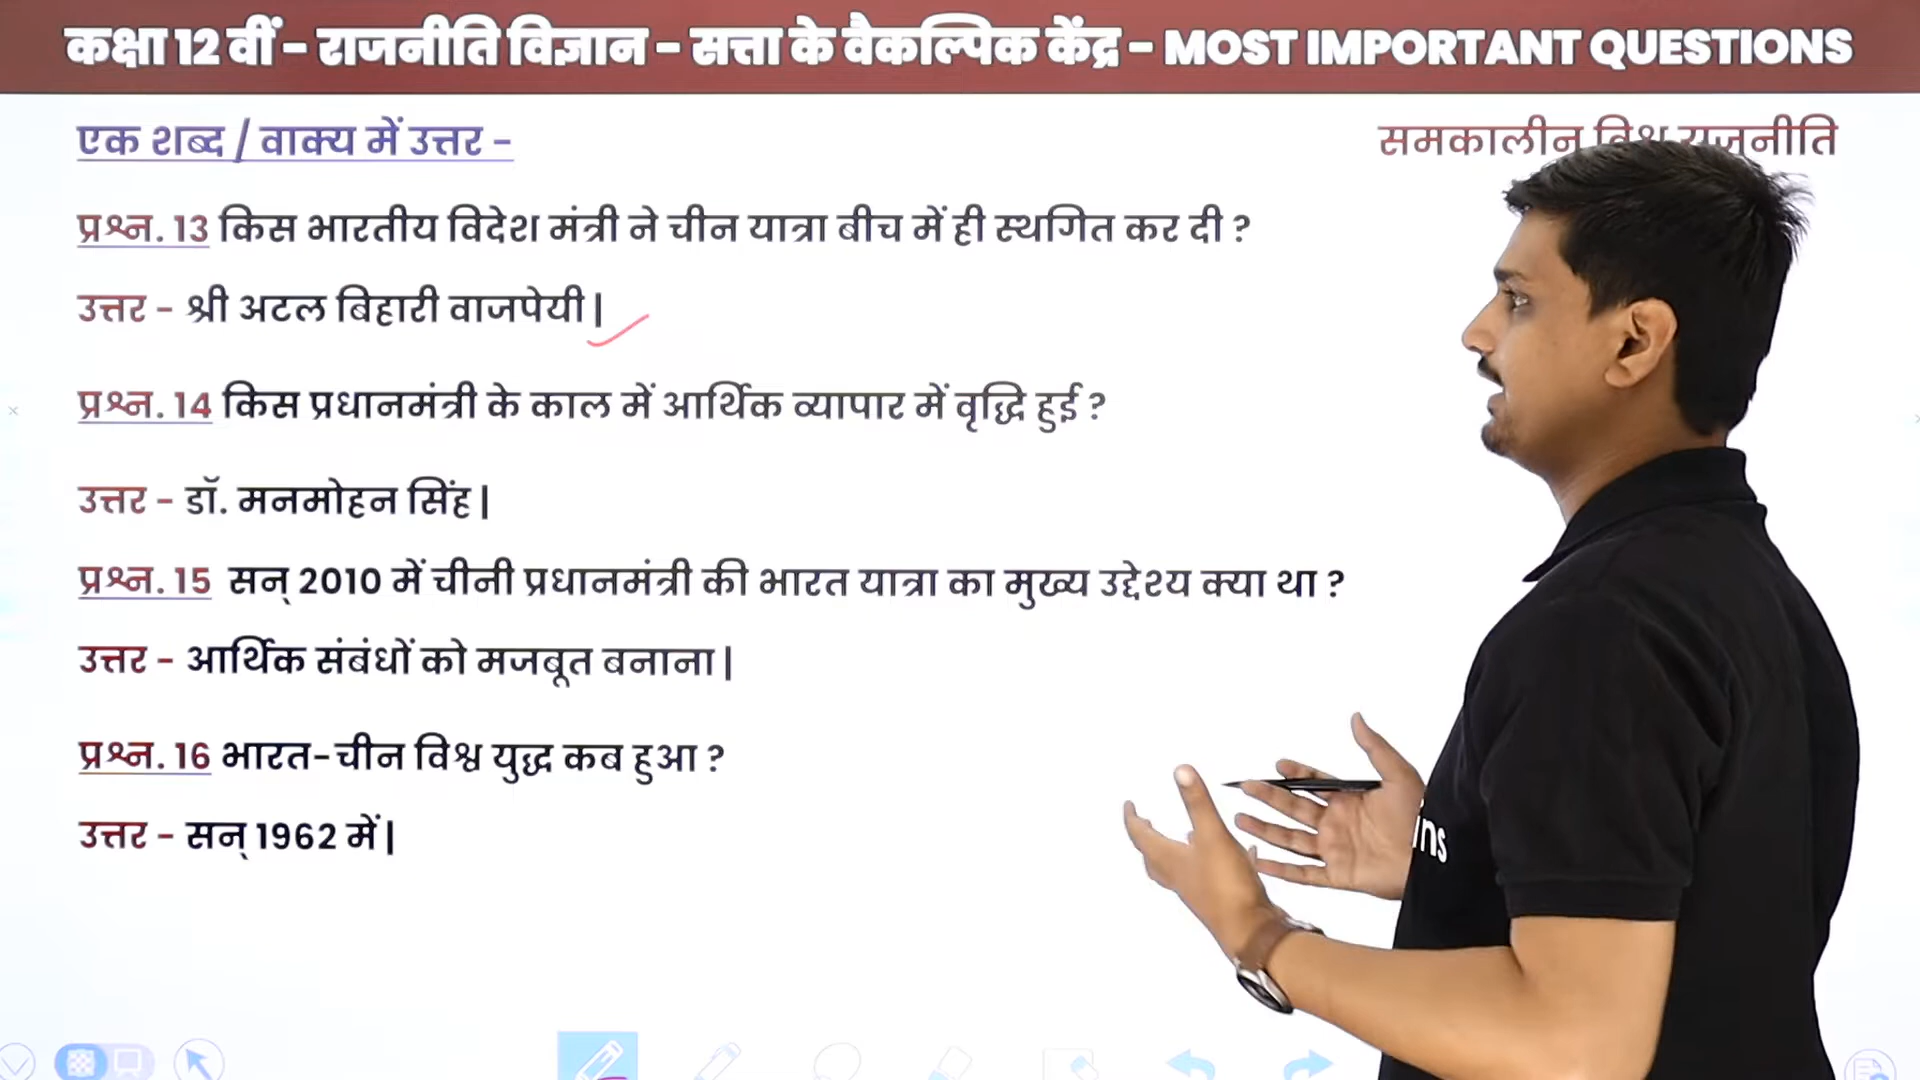 कक्षा 12 वीं - राजनीति विज्ञान - सत्ता के वैकल्पिक केंद्र - MOST IMPORTANT QUESTIONS
एक शब्द / वाक्य में उत्तर -
समकालीन विश्व राजनीति
प्रश्न. 13 किस भारतीय विदेश मंत्री ने चीन यात्रा बीच में ही स्थगित कर दी ?
उत्तर - श्री अटल बिहारी वाजपेयी |
प्रश्न. 14 किस प्रधानमंत्री के काल में आर्थिक व्यापार में वृद्धि हुई ?
उत्तर - डॉ. मनमोहन सिंह |
प्रश्न. 15 सन् 2010 में चीनी प्रधानमंत्री की भारत यात्रा का मुख्य उद्देश्य क्या था ?
उत्तर - आर्थिक संबंधों को मजबूत बनाना |
प्रश्न. 16 भारत-चीन विश्व युद्ध कब हुआ ?
उत्तर - सन् 1962 में |